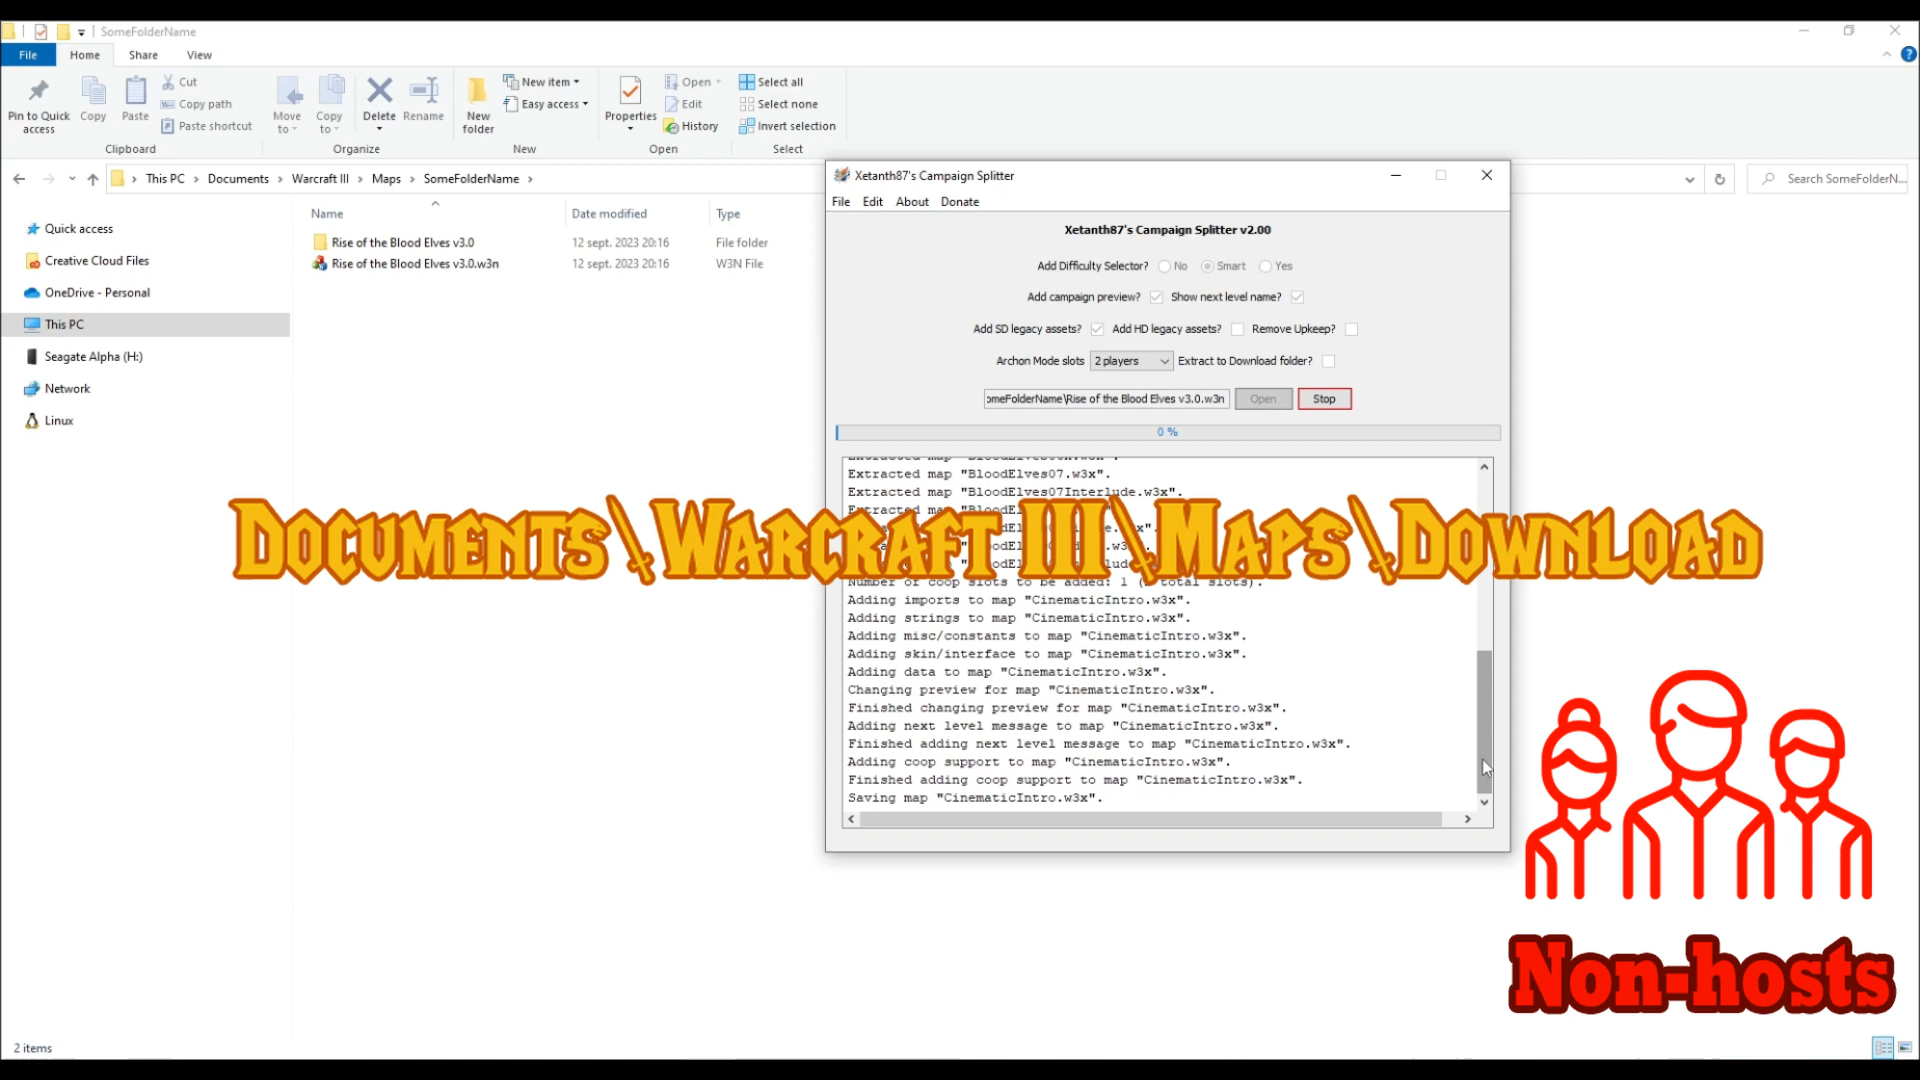 SomeFolderName
File
Home
Share
View
Pin to Quick access
Copy
Paste
Cut
Copy path
Paste shortcut
Clipboard
Move to
Copy to
Delete
Rename
Organize
New folder
New item
Easy access
New
Properties
Open
Edit
History
Open
Select all
Select none
Invert selection
Select
This PC
Documents
Warcraft III
Maps
SomeFolderName
Search SomeFolderN...
Quick access
Creative Cloud Files
OneDrive - Personal
This PC
Seagate Alpha (H:)
Network
Linux
Name
Date modified
Type
Rise of the Blood Elves v3.0
12 sept. 2023 20:16
File folder
Rise of the Blood Elves v3.0.w3n
12 sept. 2023 20:16
W3N File
Xetanth87's Campaign Splitter
File Edit About Donate
Xetanth87's Campaign Splitter v2.00
Add Difficulty Selector? No Smart Yes
Add campaign preview? Show next level name?
Add SD legacy assets? Add HD legacy assets? Remove Upkeep?
Archon Mode slots 2 players Extract to Download folder?
omeFolderName\Rise of the Blood Elves v3.0.w3n Open Stop
0 %
Extracted map "BloodElves07.w3x".
Extracted map "BloodElves07Interlude.w3x".
Documents\Warcraft III\Maps\Download
Number of coop slots to be added: 1 ( total slots).
Adding imports to map "CinematicIntro.w3x".
Adding strings to map "CinematicIntro.w3x".
Adding misc/constants to map "CinematicIntro.w3x".
Adding skin/interface to map "CinematicIntro.w3x".
Adding data to map "CinematicIntro.w3x".
Changing preview for map "CinematicIntro.w3x".
Finished changing preview for map "CinematicIntro.w3x".
Adding next level message to map "CinematicIntro.w3x".
Finished adding next level message to map "CinematicIntro.w3x".
Adding coop support to map "CinematicIntro.w3x".
Finished adding coop support to map "CinematicIntro.w3x".
Saving map "CinematicIntro.w3x".
Non-hosts
2 items